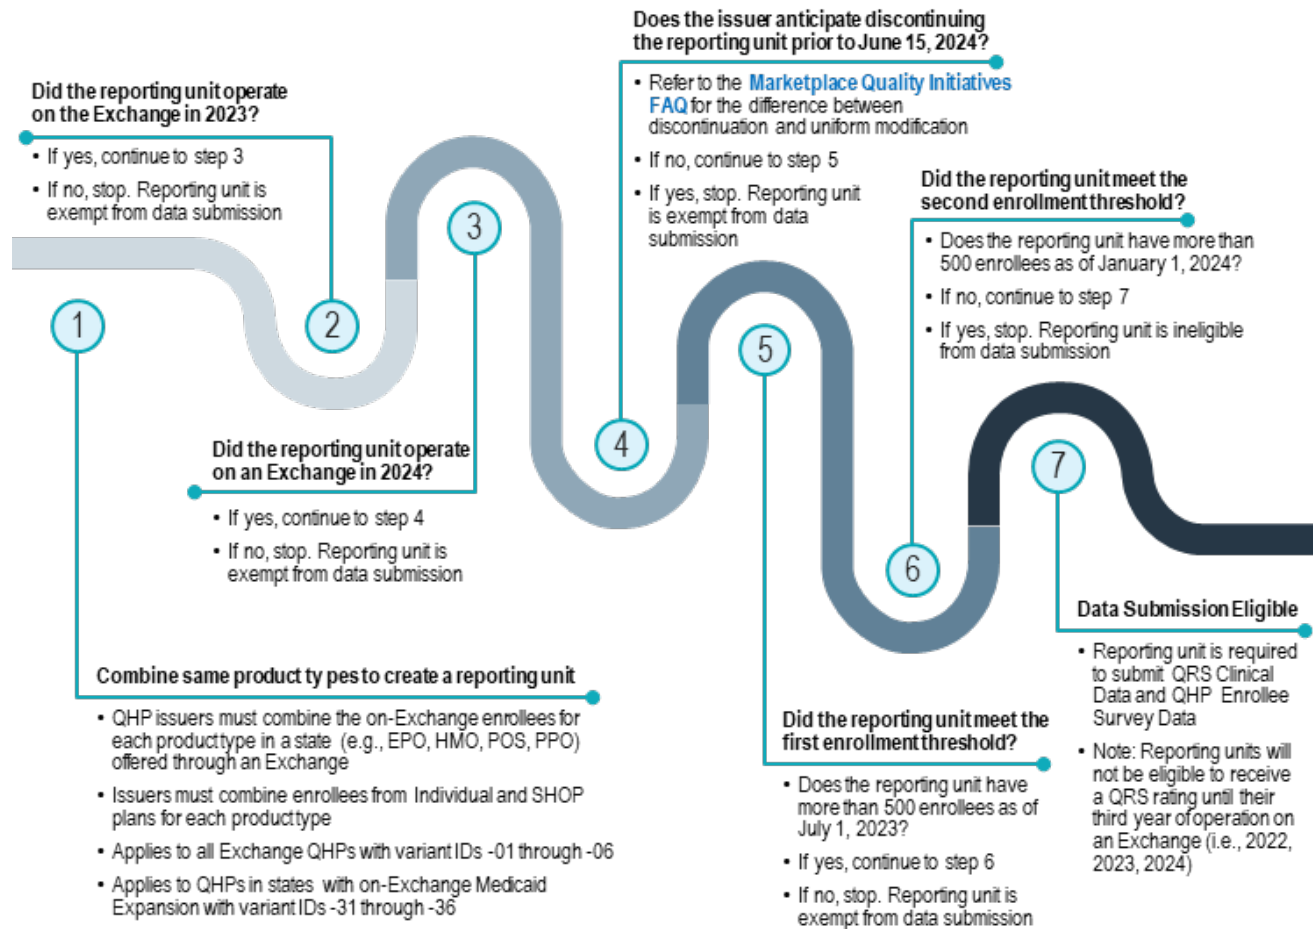 1
Combine same product types to create a reporting unit
• QHP issuers must combine the on-Exchange enrollees for
each product type in a state (e.g., EPO, HMO, POS, PPO)
offered through an Exchange
• Issuers must combine enrollees from Individual and SHOP
plans for each product type
• Applies to all Exchange QHPs with variant IDs -01 through -06
• Applies to QHPs in states with on-Exchange Medicaid
Expansion with variant IDs -31 through -36
2
Did the reporting unit operate
on the Exchange in 2023?
• If yes, continue to step 3
• If no, stop. Reporting unit is
exempt from data submission
3
Did the reporting unit operate
on an Exchange in 2024?
• If yes, continue to step 4
• If no, stop. Reporting unit is
exempt from data submission
4
Does the issuer anticipate discontinuing
the reporting unit prior to June 15, 2024?
• Refer to the Marketplace Quality Initiatives
FAQ for the difference between
discontinuation and uniform modification
• If no, continue to step 5
• If yes, stop. Reporting unit
is exempt from data
submission
5
Did the reporting unit meet the
first enrollment threshold?
• Does the reporting unit have
more than 500 enrollees as of
July 1, 2023?
• If yes, continue to step 6
• If no, stop. Reporting unit is
exempt from data submission
6
Did the reporting unit meet the
second enrollment threshold?
• Does the reporting unit have more than
500 enrollees as of January 1, 2024?
• If no, continue to step 7
• If yes, stop. Reporting unit is ineligible
from data submission
7
Data Submission Eligible
• Reporting unit is required
to submit QRS Clinical
Data and QHP Enrollee
Survey Data
• Note: Reporting units will
not be eligible to receive
a QRS rating until their
third year of operation on
an Exchange (i.e., 2022,
2023, 2024)